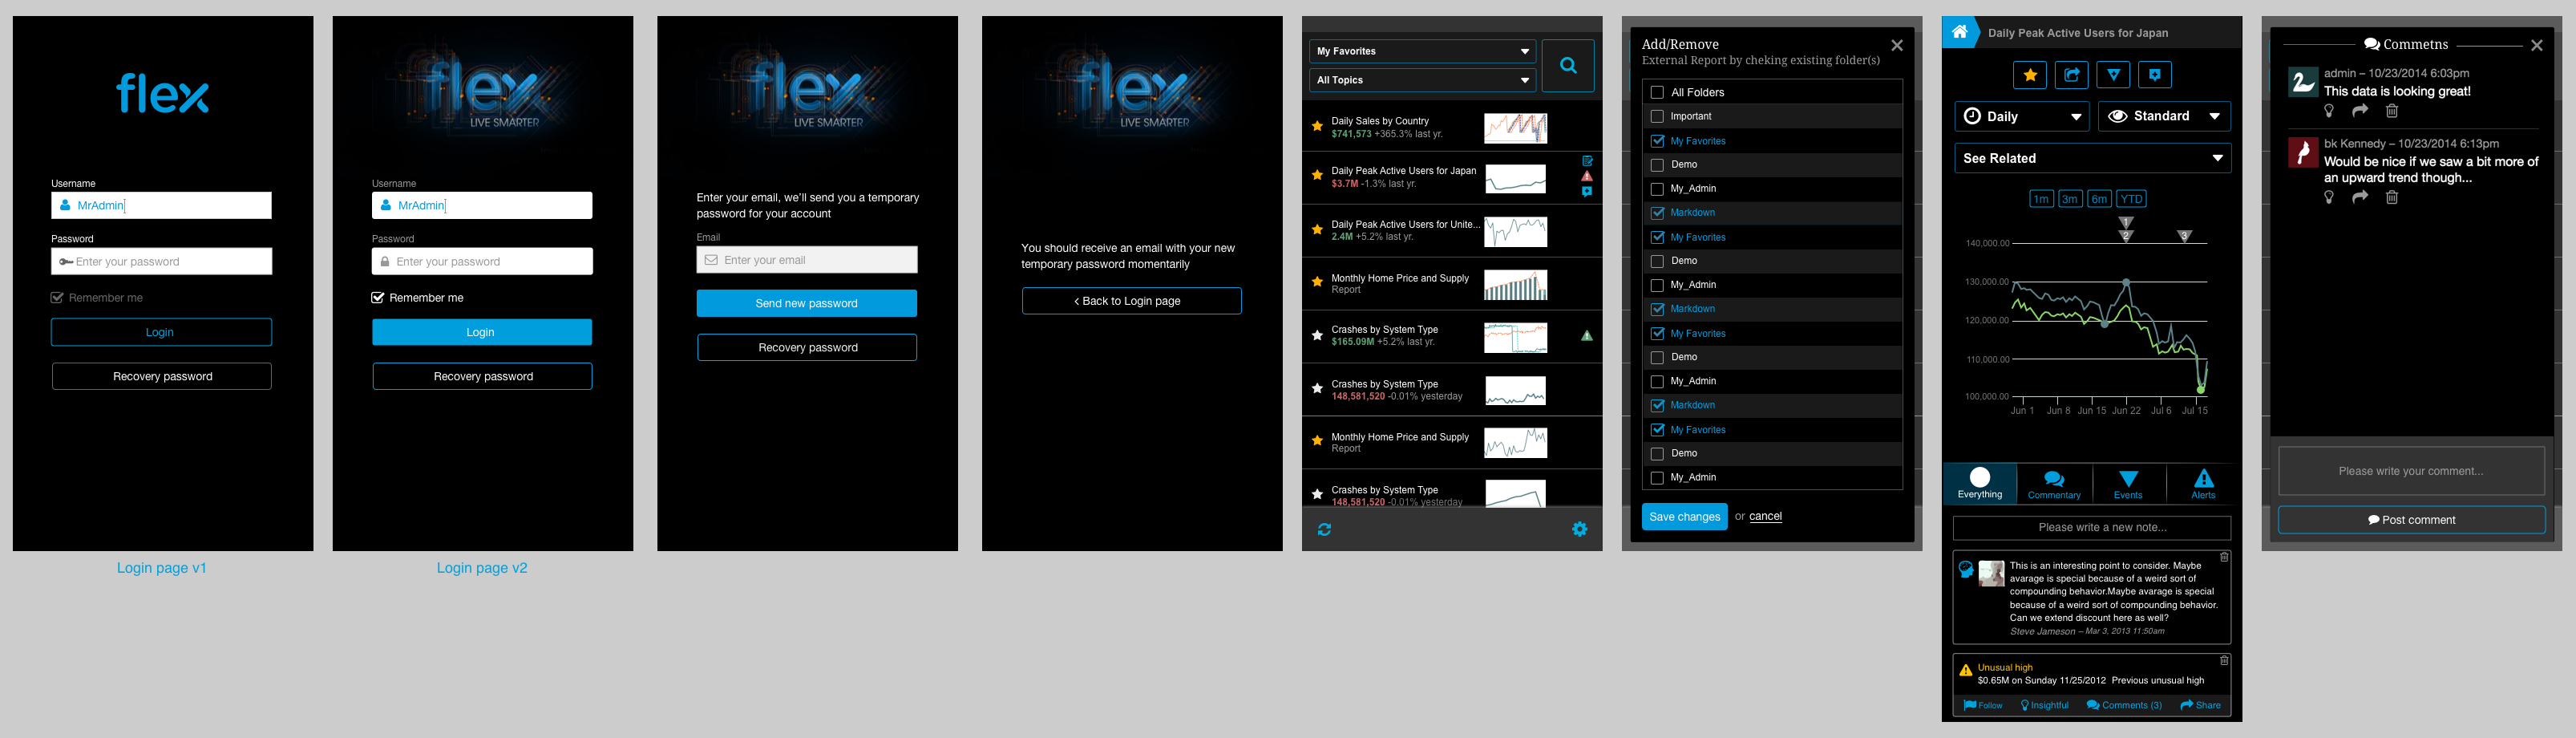 flex
Username
MrAdmin
Password
Enter your password
Remember me
Login
Recovery password
Login page v1
flex
LIVE SMARTER
Username
MrAdmin
Password
Enter your password
Remember me
Login
Recovery password
Login page v2
flex
LIVE SMARTER
Enter your email, we'll send you a temporary
password for your account
Email
Enter your email
Send new password
Recovery password
flex
LIVE SMARTER
You should receive an email with your new
temporary password momentarily
< Back to Login page
My Favorites
All Topics
Daily Sales by Country
$741,573 +365.3% last yr.
Daily Peak Active Users for Japan
$3.7M -1.3% last yr.
Daily Peak Active Users for Unite...
2.4M +5.2% last yr.
Monthly Home Price and Supply
Report
Crashes by System Type
$165.09M +5.2% last yr.
Crashes by System Type
148,581,520 -0.01% yesterday
Monthly Home Price and Supply
Report
Crashes by System Type
148,581,520 -0.01% yesterday
Add/Remove
External Report by cheking existing folder(s)
All Folders
Important
My Favorites
Demo
My_Admin
Markdown
My Favorites
Demo
My_Admin
Markdown
My Favorites
Demo
My_Admin
Markdown
My Favorites
Demo
My_Admin
Save changes or cancel
Daily Peak Active Users for Japan
Daily
Standard
See Related
1m 3m 6m YTD
1
2
3
140,000.00
130,000.00
120,000.00
110,000.00
100,000.00
Jun 1 Jun 8 Jun 15 Jun 22 Jul 6 Jul 15
Everything Commentary Events Alerts
Please write a new note...
This is an interesting point to consider. Maybe
avarage is special because of a weird sort of
compounding behavior.Maybe avarage is special
because of a weird sort of compounding behavior.
Can we extend discount here as well?
Steve Jameson – Mar 3, 2013 11:50am
Unusual high
$0.65M on Sunday 11/25/2012 Previous unusual high
Follow Insightful Comments (3) Share
Commetns
admin – 10/23/2014 6:03pm
This data is looking great!
bk Kennedy – 10/23/2014 6:13pm
Would be nice if we saw a bit more of
an upward trend though...
Please write your comment...
Post comment